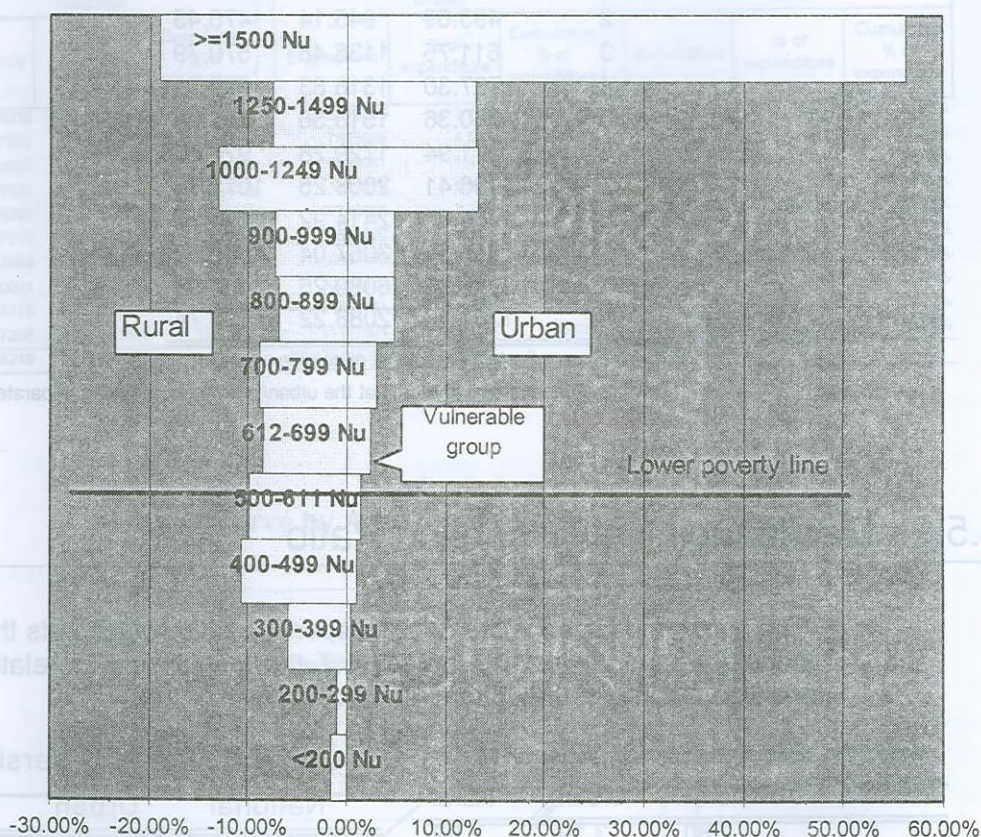 >=1500 Nu
1250-1499 Nu
1000-1249 Nu
900-999 Nu
800-899 Nu
Rural
Urban
700-799 Nu
612-699 Nu
Vulnerable
group
Lower poverty line
500-611 Nu
400-499 Nu
300-399 Nu
200-299 Nu
<200 Nu
-30.00% -20.00% -10.00% 0.00% 10.00% 20.00% 30.00% 40.00% 50.00% 60.00%